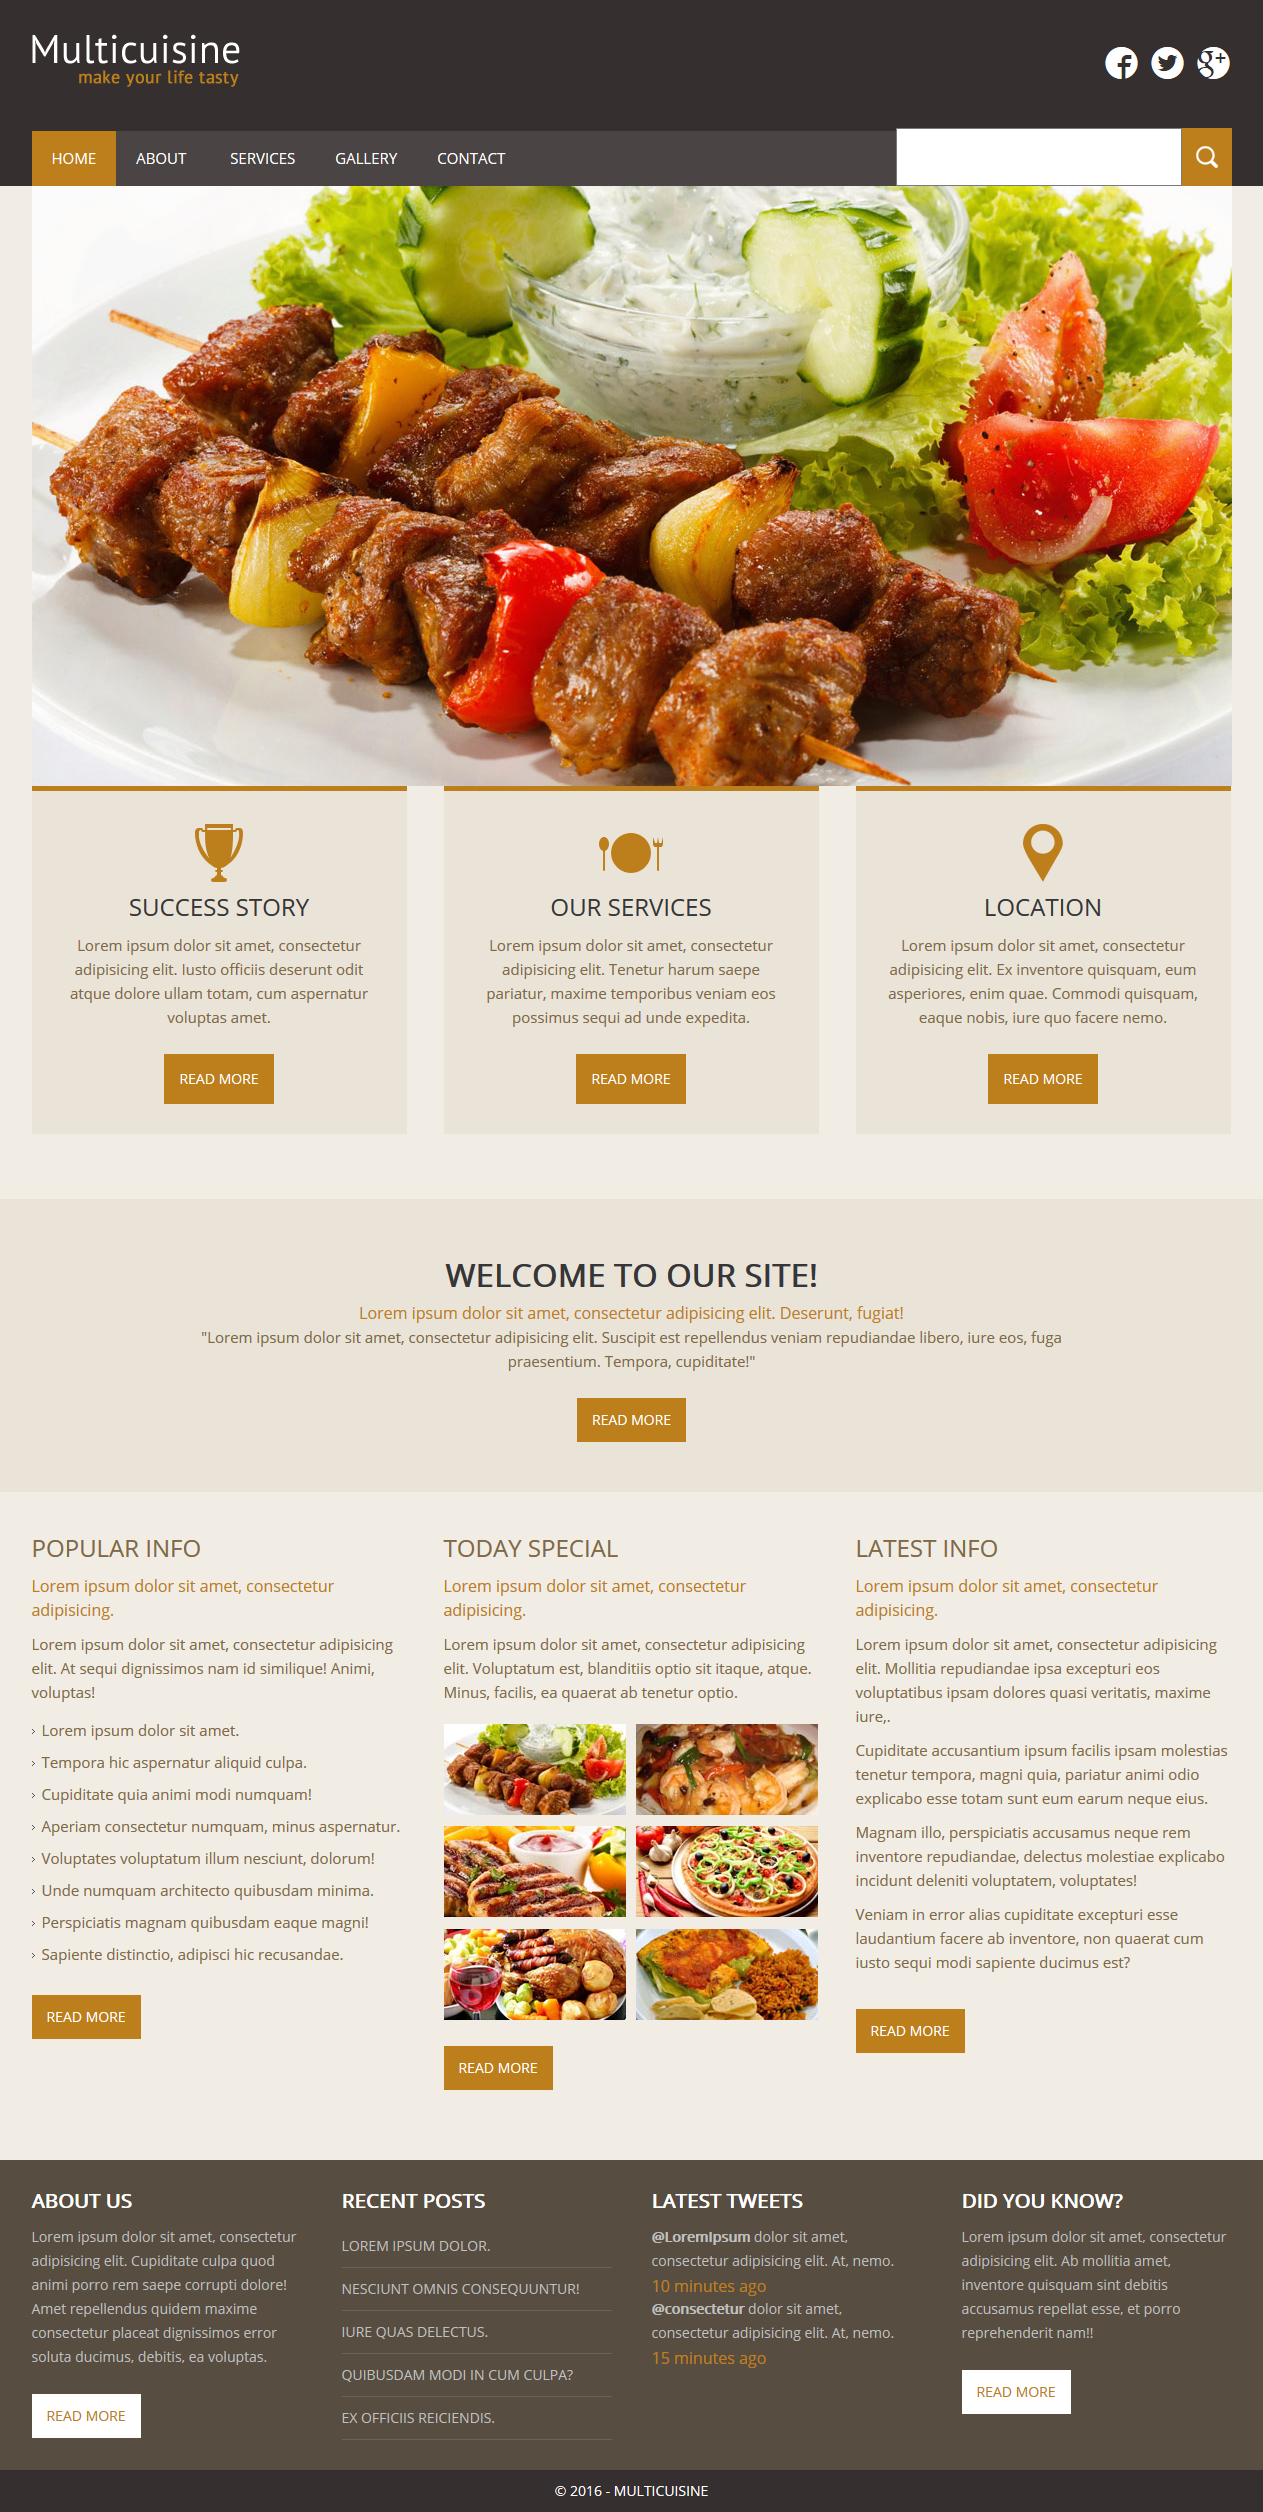 Multicuisine
make your life tasty
HOME ABOUT SERVICES GALLERY CONTACT
SUCCESS STORY
Lorem ipsum dolor sit amet, consectetur
adipisicing elit. Iusto officiis deserunt odit
atque dolore ullam totam, cum aspernatur
voluptas amet.
READ MORE
OUR SERVICES
Lorem ipsum dolor sit amet, consectetur
adipisicing elit. Tenetur harum saepe
pariatur, maxime temporibus veniam eos
possimus sequi ad unde expedita.
READ MORE
LOCATION
Lorem ipsum dolor sit amet, consectetur
adipisicing elit. Ex inventore quisquam, eum
asperiores, enim quae. Commodi quisquam,
eaque nobis, iure quo facere nemo.
READ MORE
WELCOME TO OUR SITE!
Lorem ipsum dolor sit amet, consectetur adipisicing elit. Deserunt, fugiat!
"Lorem ipsum dolor sit amet, consectetur adipisicing elit. Suscipit est repellendus veniam repudiandae libero, iure eos, fuga
praesentium. Tempora, cupiditate!"
READ MORE
POPULAR INFO
Lorem ipsum dolor sit amet, consectetur
adipisicing.
Lorem ipsum dolor sit amet, consectetur adipisicing
elit. At sequi dignissimos nam id similique! Animi,
voluptas!
Lorem ipsum dolor sit amet.
Tempora hic aspernatur aliquid culpa.
Cupiditate quia animi modi numquam!
Aperiam consectetur numquam, minus aspernatur.
Voluptates voluptatum illum nesciunt, dolorum!
Unde numquam architecto quibusdam minima.
Perspiciatis magnam quibusdam eaque magni!
Sapiente distinctio, adipisci hic recusandae.
READ MORE
TODAY SPECIAL
Lorem ipsum dolor sit amet, consectetur
adipisicing.
Lorem ipsum dolor sit amet, consectetur adipisicing
elit. Voluptatum est, blanditiis optio sit itaque, atque.
Minus, facilis, ea quaerat ab tenetur optio.
READ MORE
LATEST INFO
Lorem ipsum dolor sit amet, consectetur
adipisicing.
Lorem ipsum dolor sit amet, consectetur adipisicing
elit. Mollitia repudiandae ipsa excepturi eos
voluptatibus ipsam dolores quasi veritatis, maxime
iure,.
Cupiditate accusantium ipsum facilis ipsam molestias
tenetur tempora, magni quia, pariatur animi odio
explicabo esse totam sunt eum earum neque eius.
Magnam illo, perspiciatis accusamus neque rem
inventore repudiandae, delectus molestiae explicabo
incidunt deleniti voluptatem, voluptates!
Veniam in error alias cupiditate excepturi esse
laudantium facere ab inventore, non quaerat cum
iusto sequi modi sapiente ducimus est?
READ MORE
ABOUT US
Lorem ipsum dolor sit amet, consectetur
adipisicing elit. Cupiditate culpa quod
animi porro rem saepe corrupti dolore!
Amet repellendus quidem maxime
consectetur placeat dignissimos error
soluta ducimus, debitis, ea voluptas.
READ MORE
RECENT POSTS
LOREM IPSUM DOLOR.
NESCIUNT OMNIS CONSEQUUNTUR!
IURE QUAS DELECTUS.
QUIBUSDAM MODI IN CUM CULPA?
EX OFFICIIS REICIENDIS.
LATEST TWEETS
@LoremIpsum dolor sit amet,
consectetur adipisicing elit. At, nemo.
10 minutes ago
@consectetur dolor sit amet,
consectetur adipisicing elit. At, nemo.
15 minutes ago
DID YOU KNOW?
Lorem ipsum dolor sit amet, consectetur
adipisicing elit. Ab mollitia amet,
inventore quisquam sint debitis
accusamus repellat esse, et porro
reprehenderit nam!!
READ MORE
© 2016 - MULTICUISINE